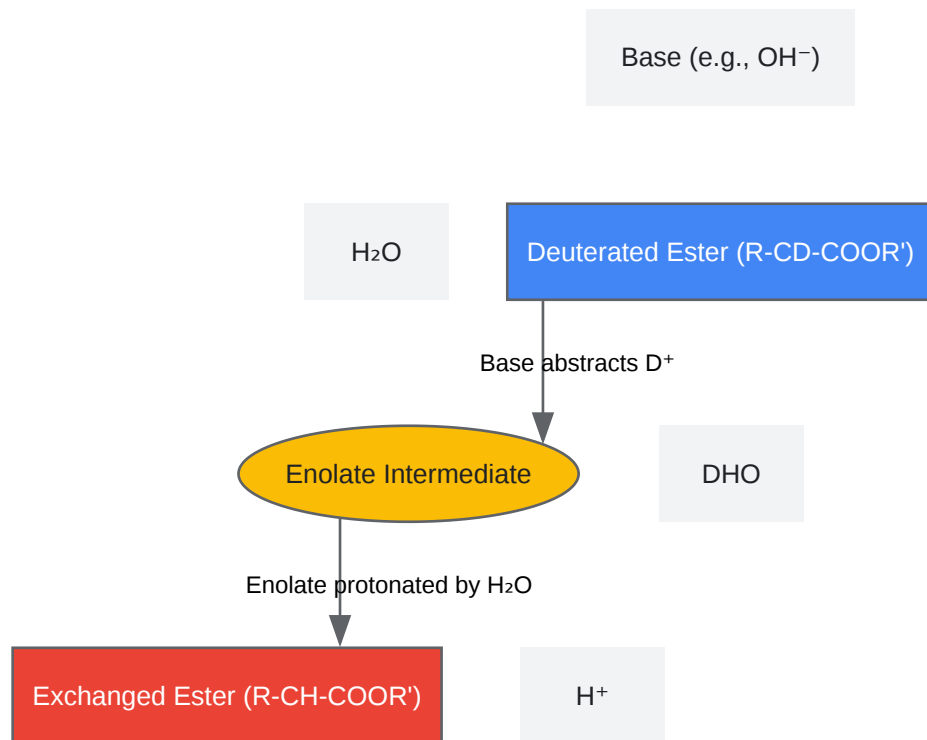 Base (e.g., OH⁻)
H₂O
Deuterated Ester (R-CD-COOR')
Base abstracts D⁺
Enolate Intermediate
DHO
Enolate protonated by H₂O
Exchanged Ester (R-CH-COOR')
H⁺